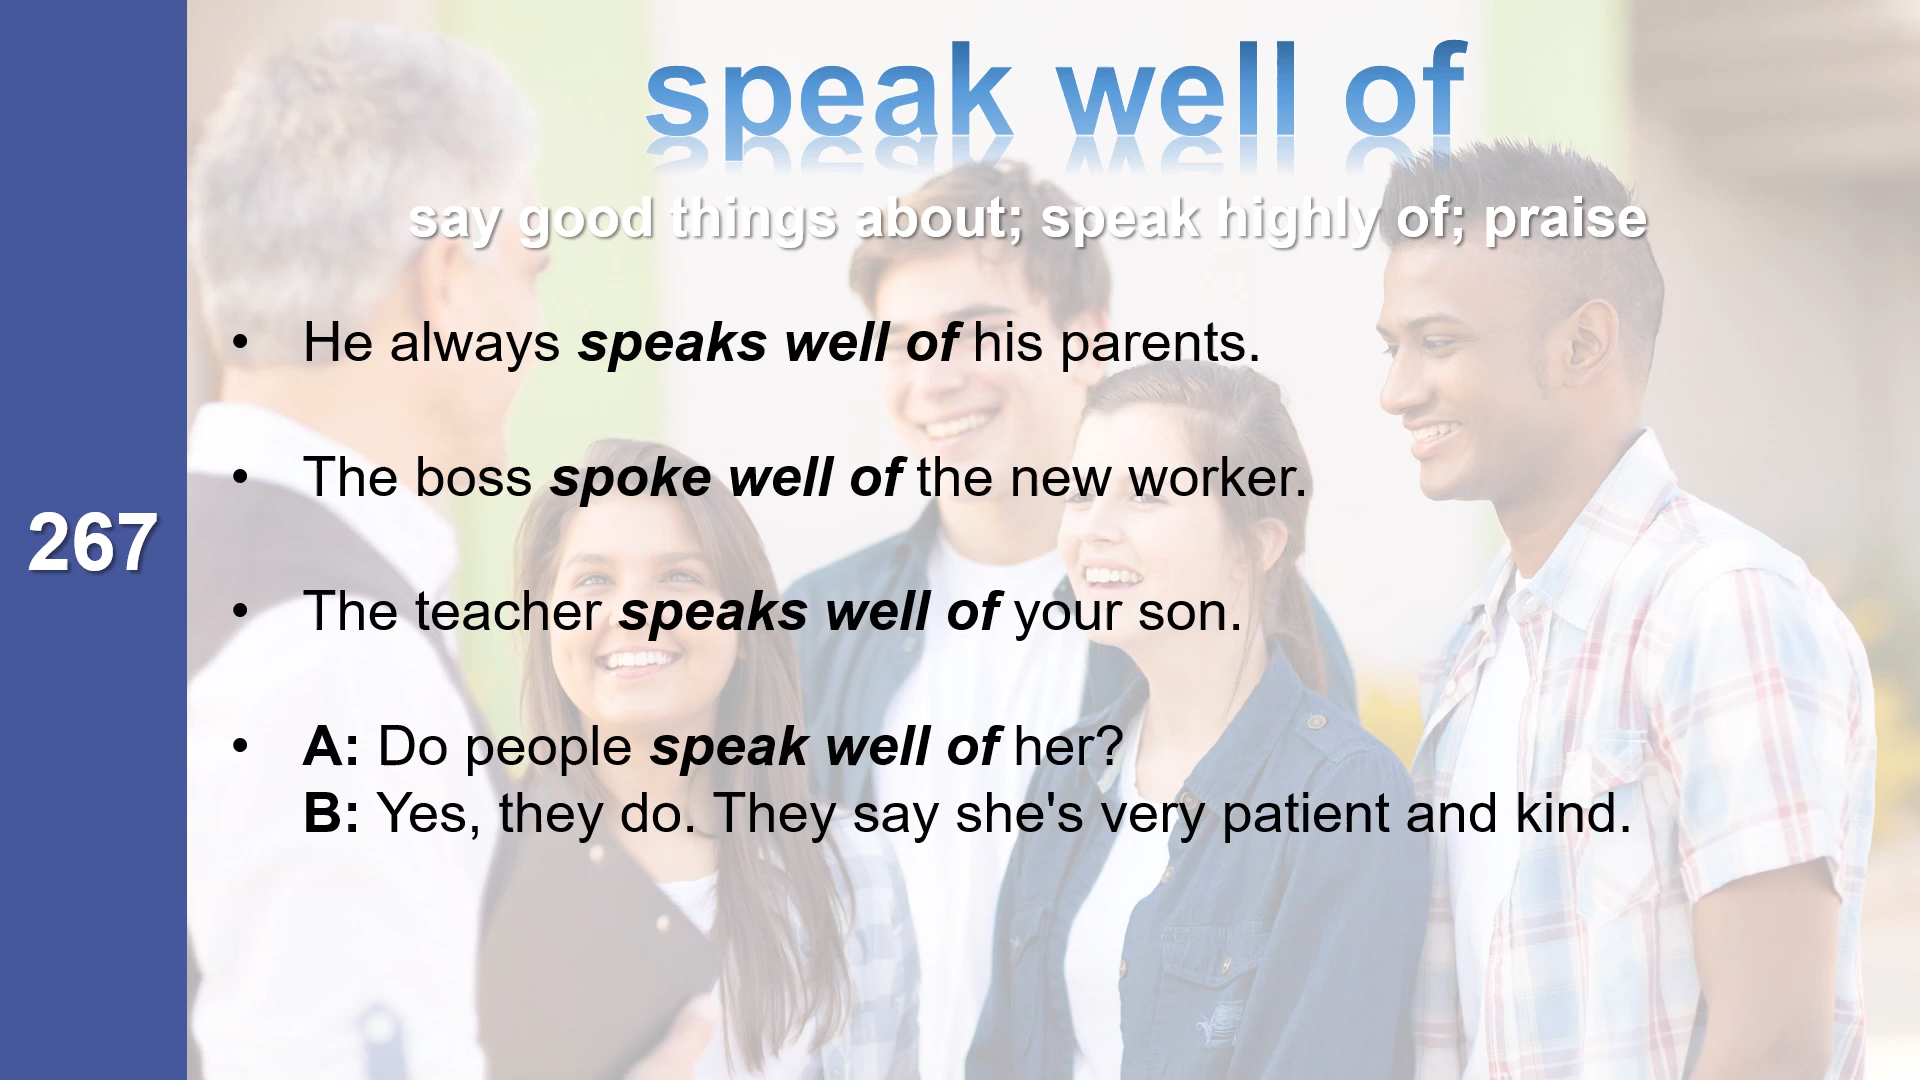 speak well of
say good things about; speak highly of; praise
• He always speaks well of his parents.
• The boss spoke well of the new worker.
267
• The teacher speaks well of your son.
• A: Do people speak well of her?
B: Yes, they do. They say she's very patient and kind.